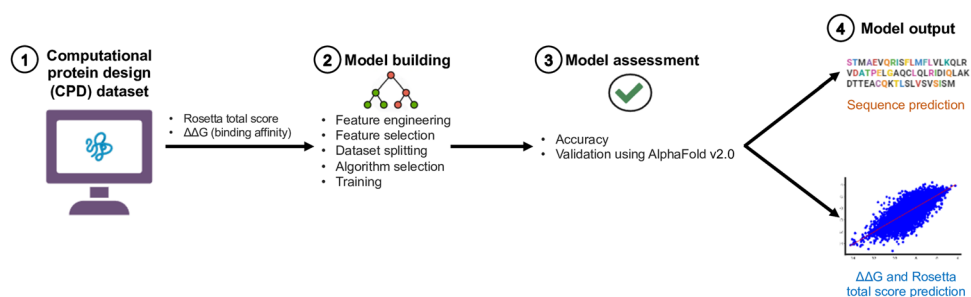 1
Computational
protein design
(CPD) dataset
• Rosetta total score
• ΔΔG (binding affinity)
2
Model building
• Feature engineering
• Feature selection
• Dataset splitting
• Algorithm selection
• Training
3
Model assessment
• Accuracy
• Validation using AlphaFold v2.0
4
Model output
STMAEVQRISFLMFLVLKQLR
VDATPELGAQCLQLRIDIQLAK
DTTEACQKTLSLVSVSISM
Sequence prediction
ΔΔG and Rosetta
total score prediction